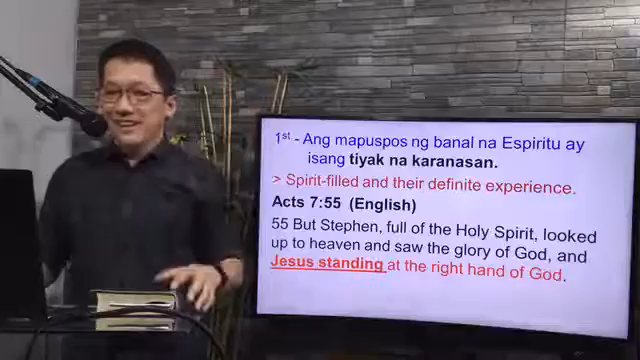 1st - Ang mapuspos ng banal na Espiritu ay
isang tiyak na karanasan.
> Spirit-filled and their definite experience.
Acts 7:55 (English)
55 But Stephen, full of the Holy Spirit, looked
up to heaven and saw the glory of God, and
Jesus standing at the right hand of God.